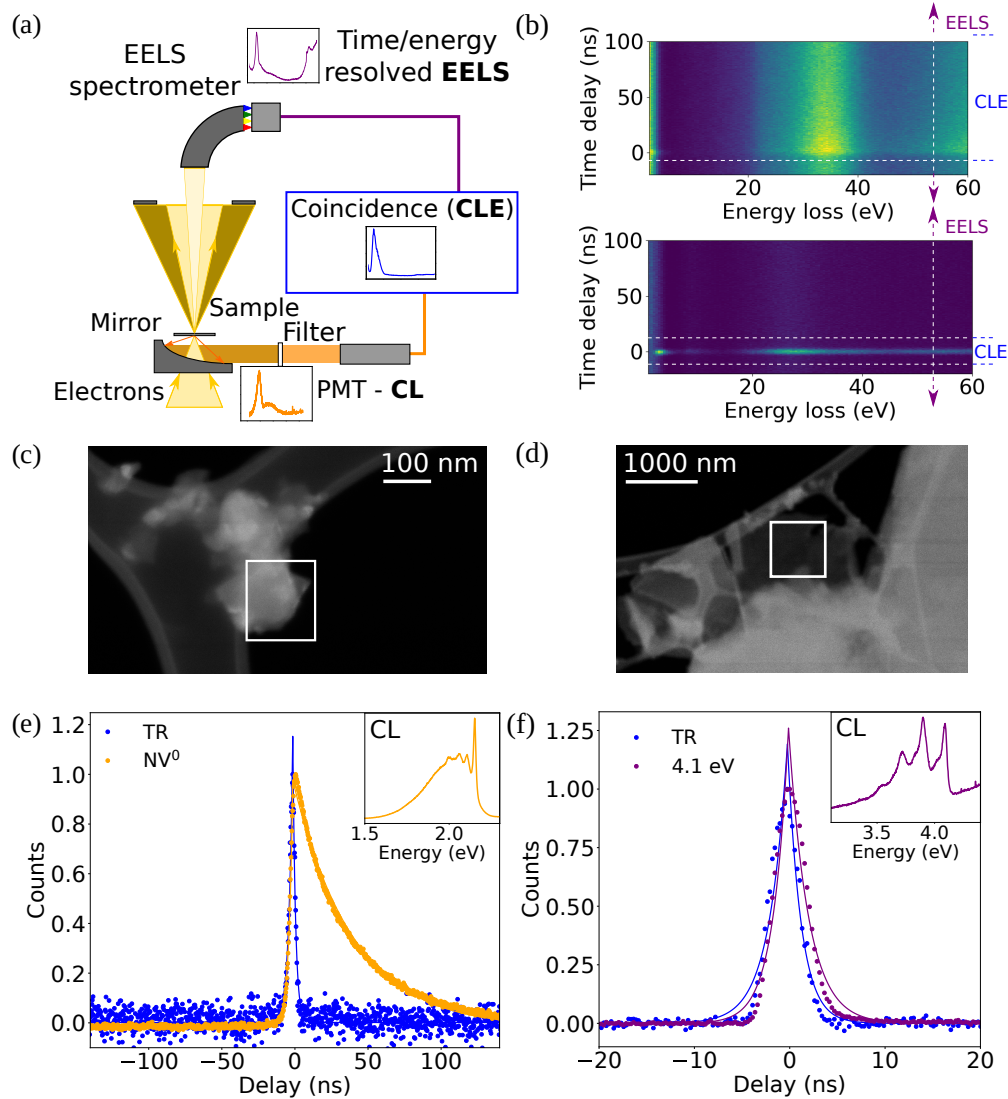 (a)
EELS
spectrometer
Time/energy
resolved EELS
Coincidence (CLE)
Sample
Mirror
Filter
Electrons
PMT - CL
(b)
EELS
100
50
0
Time delay (ns)
CLE
20
40
60
Energy loss (eV)
EELS
100
50
0
Time delay (ns)
CLE
20
40
60
Energy loss (eV)
EELS
(c)
100 nm
(d)
1000 nm
(e)
TR
NV⁰
CL
1.5
2.0
Energy (eV)
1.2
1.0
0.8
0.6
0.4
0.2
0.0
Counts
−100
−50
0
50
100
Delay (ns)
(f)
TR
4.1 eV
CL
3.5
4.0
Energy (eV)
1.25
1.00
0.75
0.50
0.25
0.00
Counts
−20
−10
0
10
20
Delay (ns)